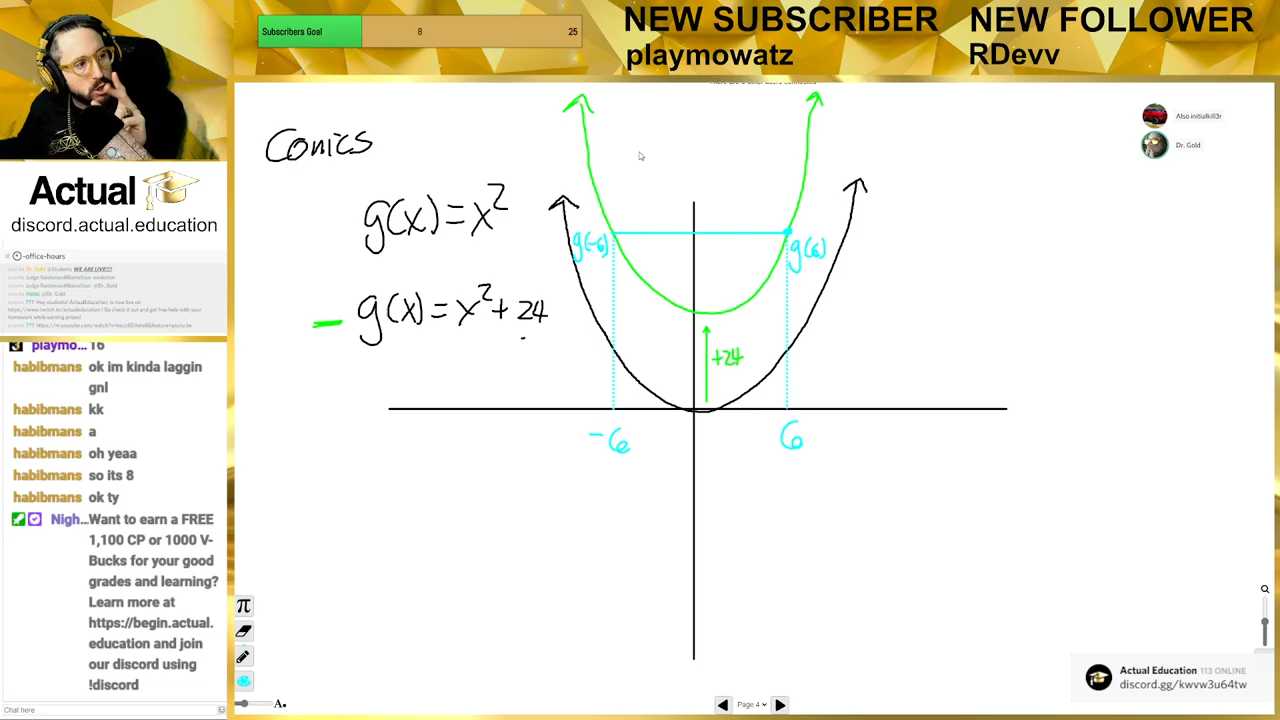 Subscribers Goal
8
25
NEW SUBSCRIBER
playmowatz
NEW FOLLOWER
RDevv
Actual
discord.actual.education
-office-hours
playmo... 16
habibmans ok im kinda laggin gnl
habibmans kk
habibmans a
habibmans oh yeaa
habibmans so its 8
habibmans ok ty
Nigh... Want to earn a FREE
1,100 CP or 1000 V-
Bucks for your good
grades and learning?
Learn more at
https://begin.actual.
education and join
our discord using
!discord
Chat here
Conics
g(x)=x²
g(x)=x²+24
g(-6)
g(6)
+24
-6
6
Also initialkill3r
Dr. Gold
π
A
Page 4
Actual Education 113 ONLINE
discord.gg/kwvw3u64tw